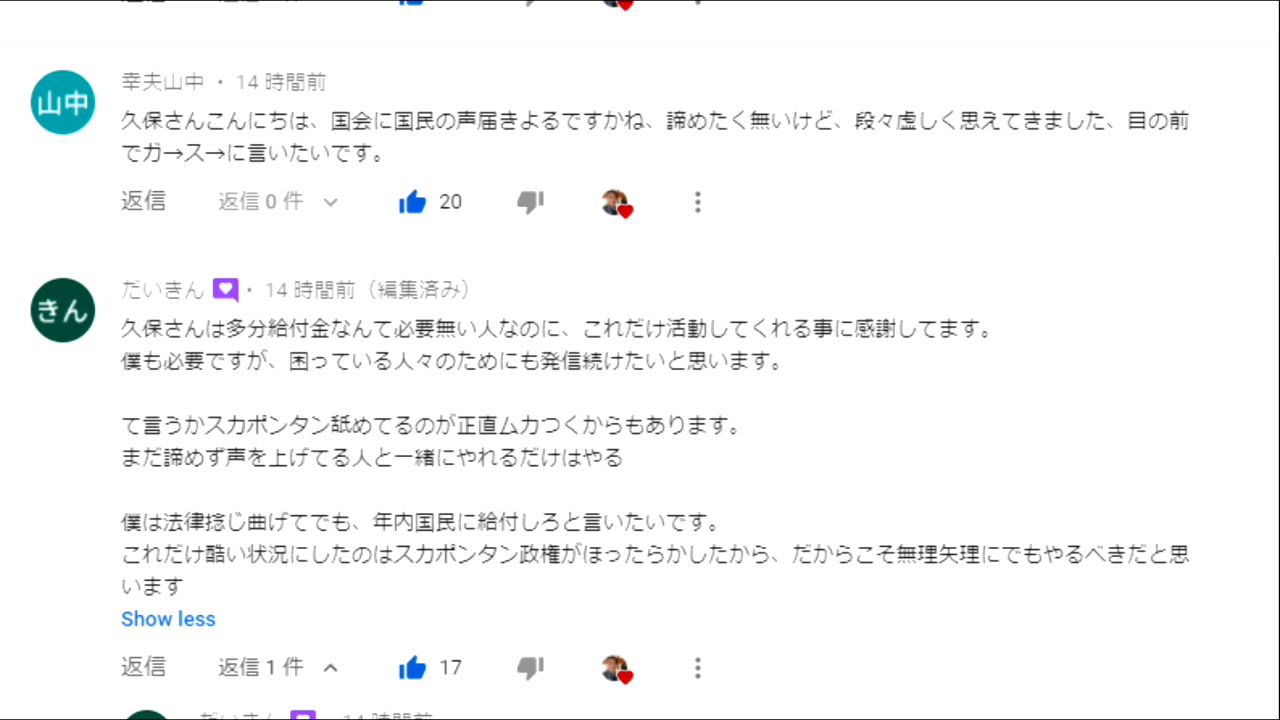 山中
幸夫山中 ・ 14 時間前
久保さんこんにちは、国会に国民の声届きよるですかね、諦めたく無いけど、段々虚しく思えてきました、目の前
でガ→ス→に言いたいです。
返信 返信 0 件 20
きん
だいきん ・ 14 時間前（編集済み）
久保さんは多分給付金なんて必要無い人なのに、これだけ活動してくれる事に感謝してます。
僕も必要ですが、困っている人々のためにも発信続けたいと思います。
て言うかスカポンタン舐めてるのが正直ムカつくからもあります。
まだ諦めず声を上げてる人と一緒にやれるだけはやる
僕は法律捻じ曲げてでも、年内国民に給付しろと言いたいです。
これだけ酷い状況にしたのはスカポンタン政権がほったらかしたから、だからこそ無理矢理にでもやるべきだと思
います
Show less
返信 返信 1 件 17
だいきん ・ 14 時間前